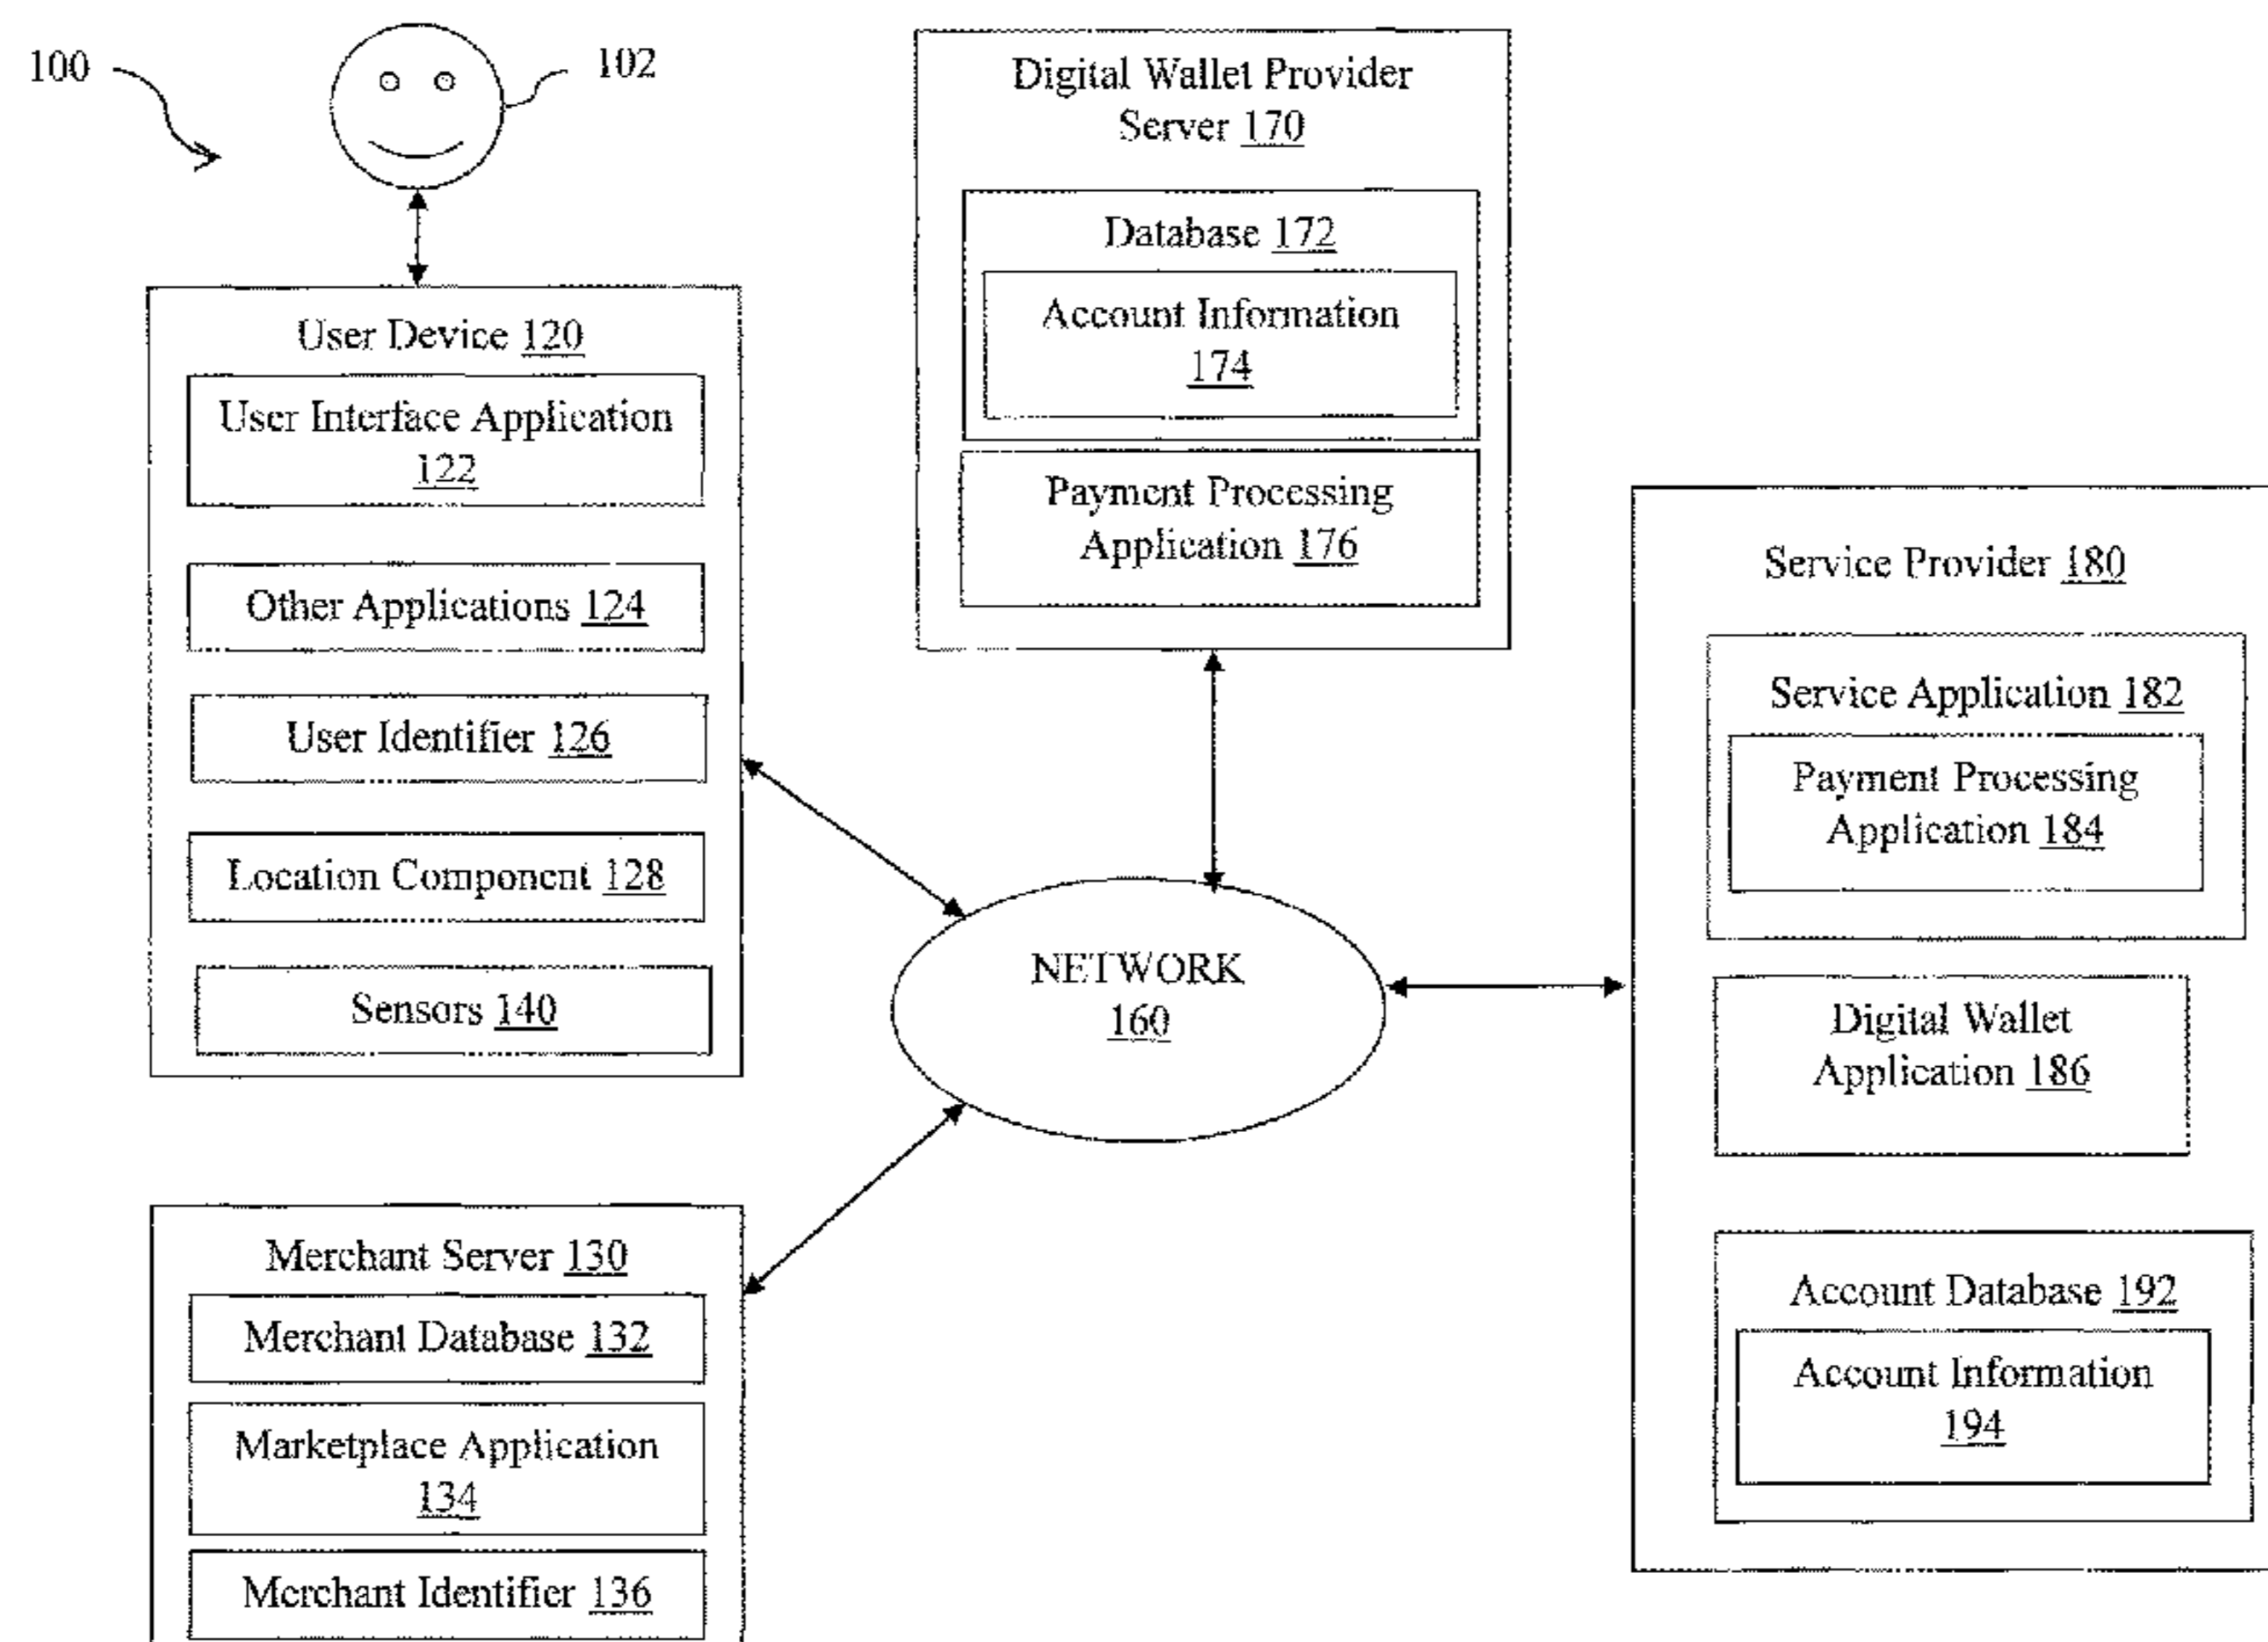 100
102
Digital Wallet Provider
Server 170
Database 172
Account Information
174
Payment Processing
Application 176
User Device 120
User Interface Application
122
Other Applications 124
User Identifier 126
Location Component 128
Sensors 140
Service Provider 180
Service Application 182
Payment Processing
Application 184
Digital Wallet
Application 186
Account Database 192
Account Information
194
NETWORK
160
Merchant Server 130
Merchant Database 132
Marketplace Application
134
Merchant Identifier 136